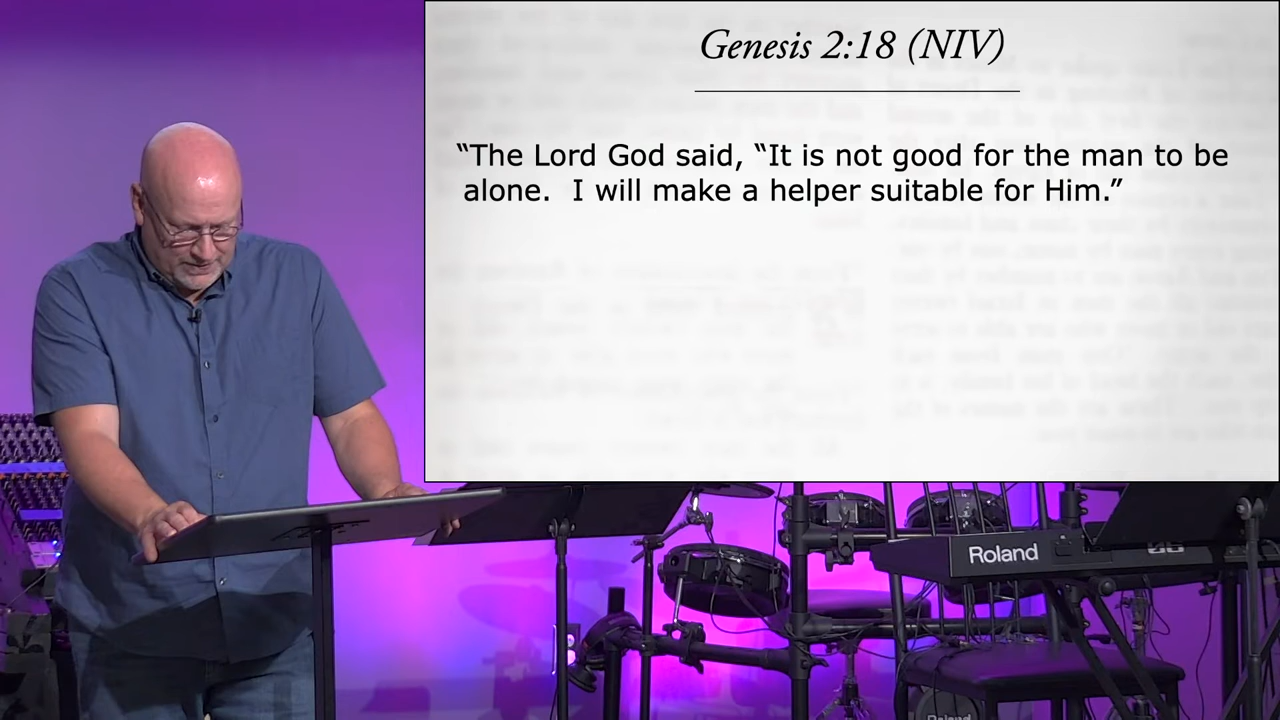 Genesis 2:18 (NIV)
“The Lord God said, “It is not good for the man to be
alone.  I will make a helper suitable for Him.”
Roland
Roland